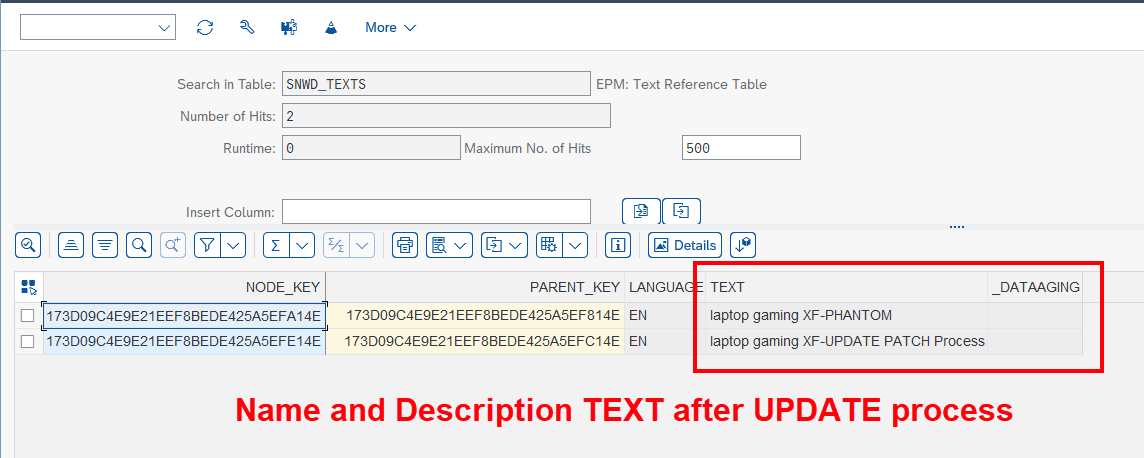 More
Search in Table: SNWD_TEXTS EPM: Text Reference Table
Number of Hits: 2
Runtime: 0 Maximum No. of Hits 500
Insert Column:
Σ Σ/Σ Details
NODE_KEY PARENT_KEY LANGUAGE TEXT _DATAAGING
173D09C4E9E21EEF8BEDE425A5EFA14E 173D09C4E9E21EEF8BEDE425A5EF814E EN laptop gaming XF-PHANTOM
173D09C4E9E21EEF8BEDE425A5EFE14E 173D09C4E9E21EEF8BEDE425A5EFC14E EN laptop gaming XF-UPDATE PATCH Process
Name and Description TEXT after UPDATE process